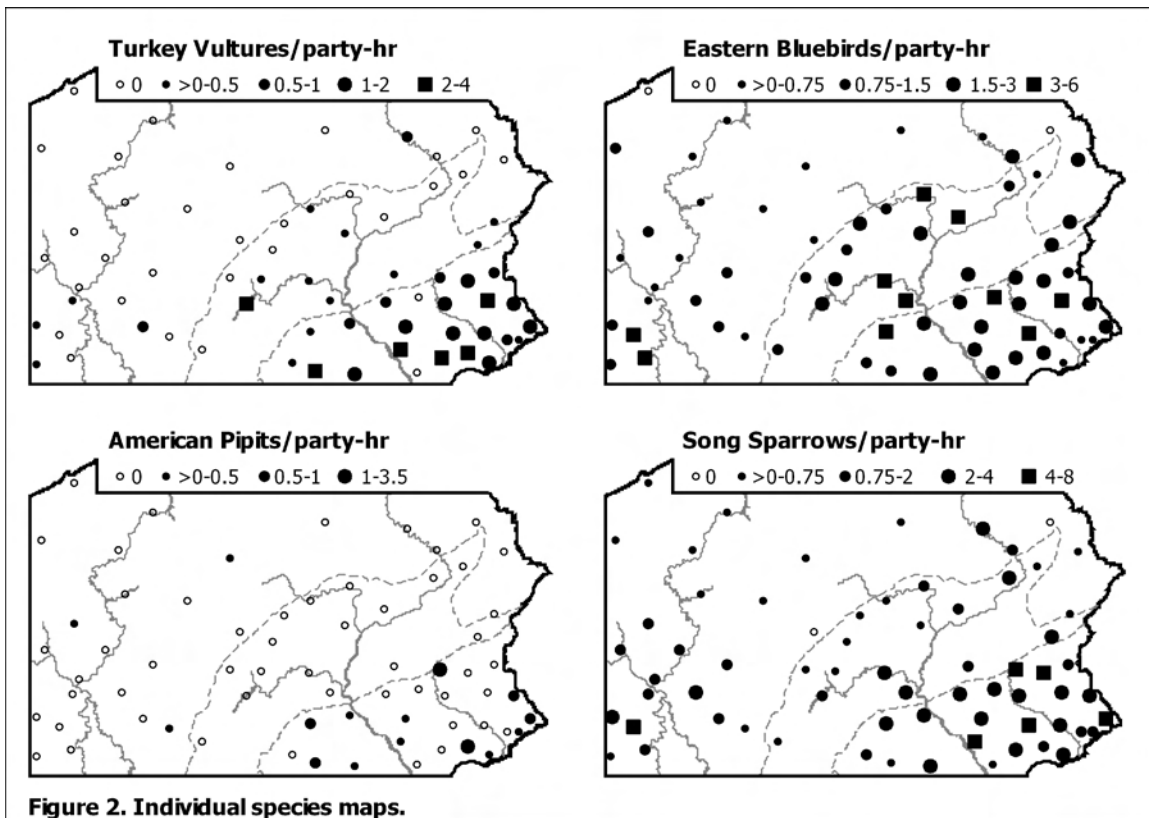 Turkey Vultures/party-hr
0 >0-0.5 0.5-1 1-2 2-4
Eastern Bluebirds/party-hr
0 >0-0.75 0.75-1.5 1.5-3 3-6
American Pipits/party-hr
0 >0-0.5 0.5-1 1-3.5
Song Sparrows/party-hr
0 >0-0.75 0.75-2 2-4 4-8
Figure 2. Individual species maps.